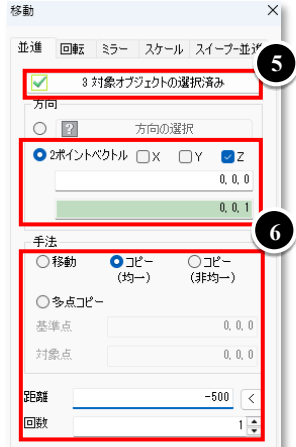 移動
並進 回転 ミラー スケール スイープー並進
5
3 対象オブジェクトの選択済み
方向
? 方向の選択
2ポイントベクトル X Y Z
0, 0, 0
0, 0, 1
6
手法
移動 コピー コピー
(均一) (非均一)
多点コピー
基準点 0, 0, 0
対象点 0, 0, 0
距離 -500 <
回数 1